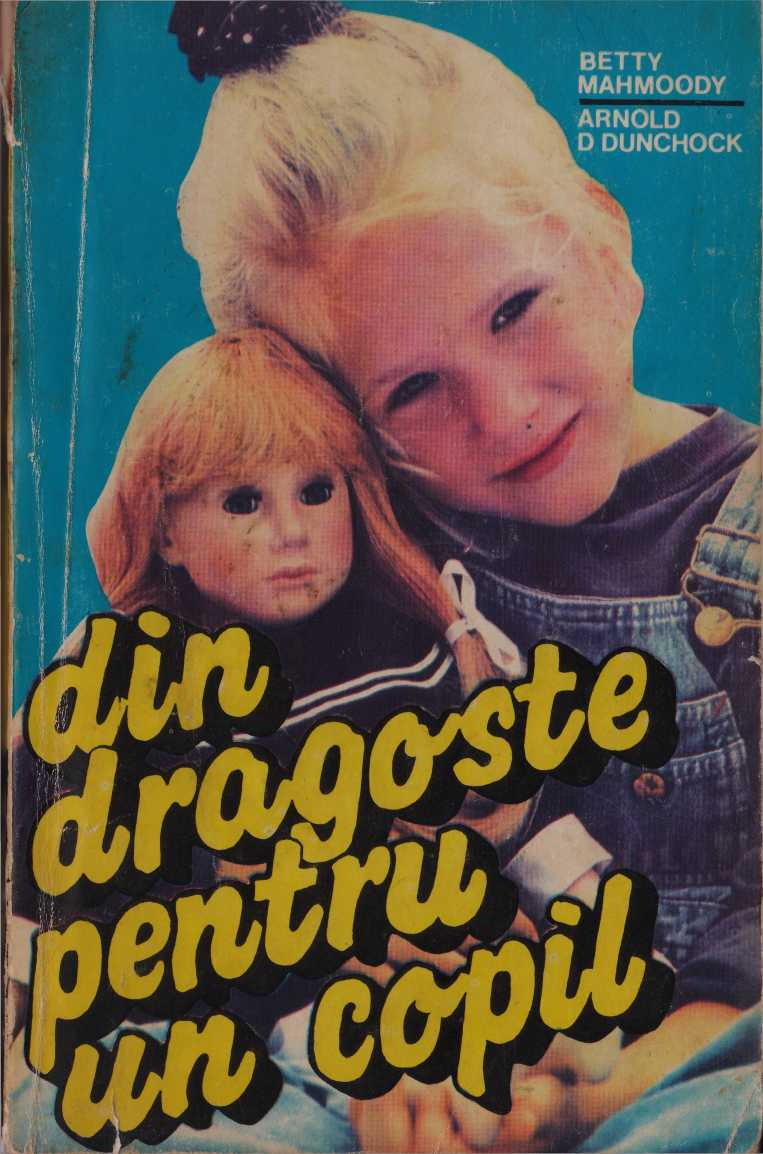 BETTY
MAHMOODY
ARNOLD
D DUNCHOCK
din
dragoste
pentru
un copil